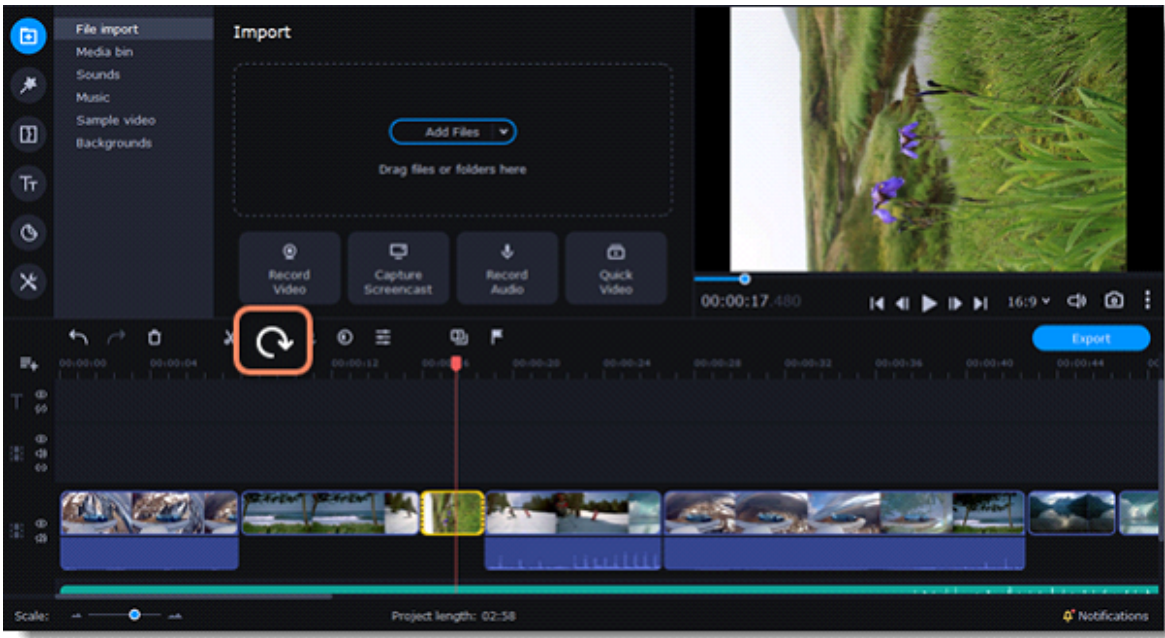 File import
Media bin
Sounds
Music
Sample video
Backgrounds
Import
Add Files
Drag files or folders here
Record
Video
Capture
Screencast
Record
Audio
Quick
Video
00:00:17.480
16:9
Export
00:00:00 00:00:04 00:00:12 00:00:20 00:00:24 00:00:28 00:00:32 00:00:36 00:00:40 00:00:44
Scale:
Project length: 02:58
Notifications